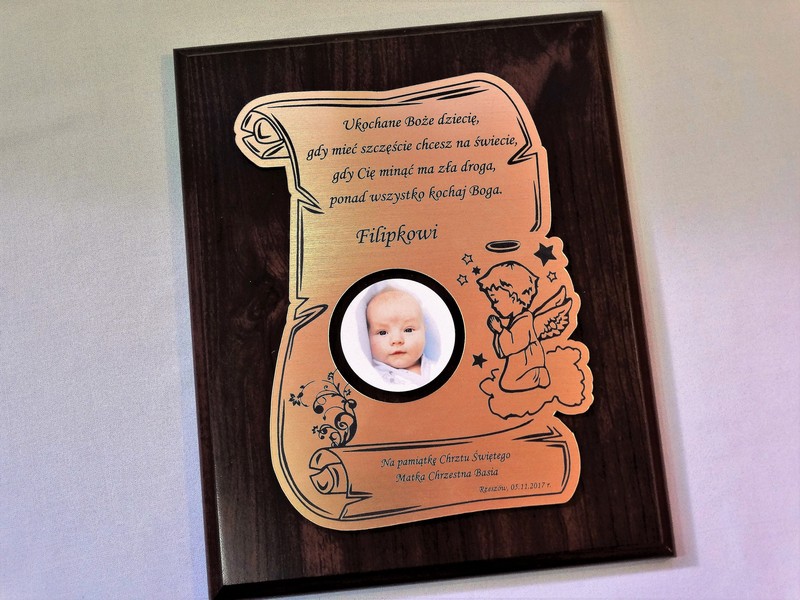 Ukochane Boże dziecię,
gdy mieć szczęście chcesz na świecie,
gdy Cię minąć ma zła droga,
ponad wszystko kochaj Boga.
Filipkowi
Na pamiątkę Chrztu Świętego
Matka Chrzestna Basia
Rzeszów, 05.11.2017 r.